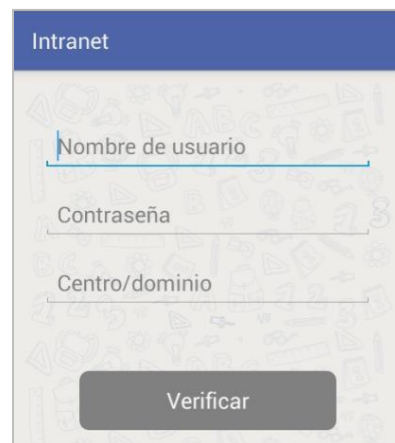 Intranet
Nombre de usuario
Contraseña
Centro/dominio
Verificar